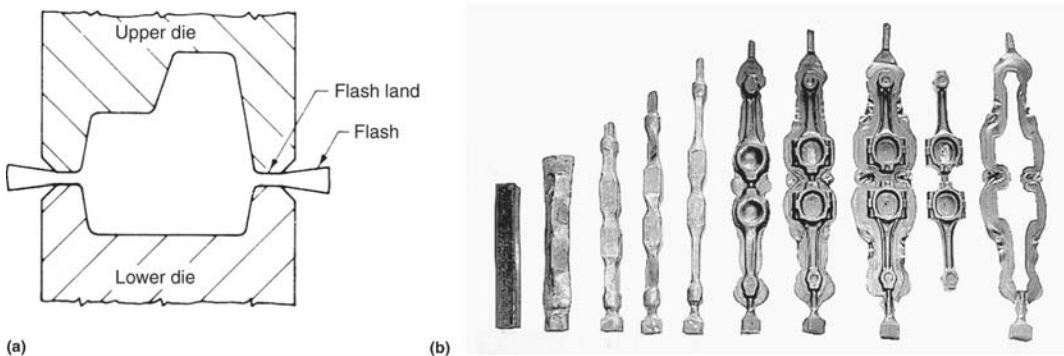 Upper die
Flash land
Flash
Lower die
(a)
(b)